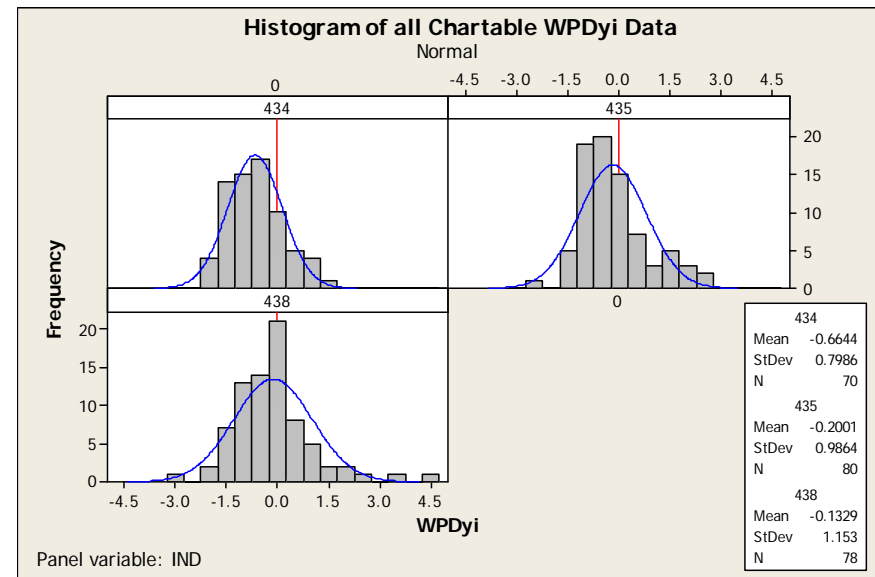 Histogram of all Chartable WPDyi Data
Normal
0
-4.5 -3.0 -1.5 0.0 1.5 3.0 4.5
434
435
20
15
10
5
0
0
438
20
15
10
5
0
-4.5 -3.0 -1.5 0.0 1.5 3.0 4.5
Frequency
WPDyi
434
Mean -0.6644
StDev 0.7986
N 70
435
Mean -0.2001
StDev 0.9864
N 80
438
Mean -0.1329
StDev 1.153
N 78
Panel variable: IND